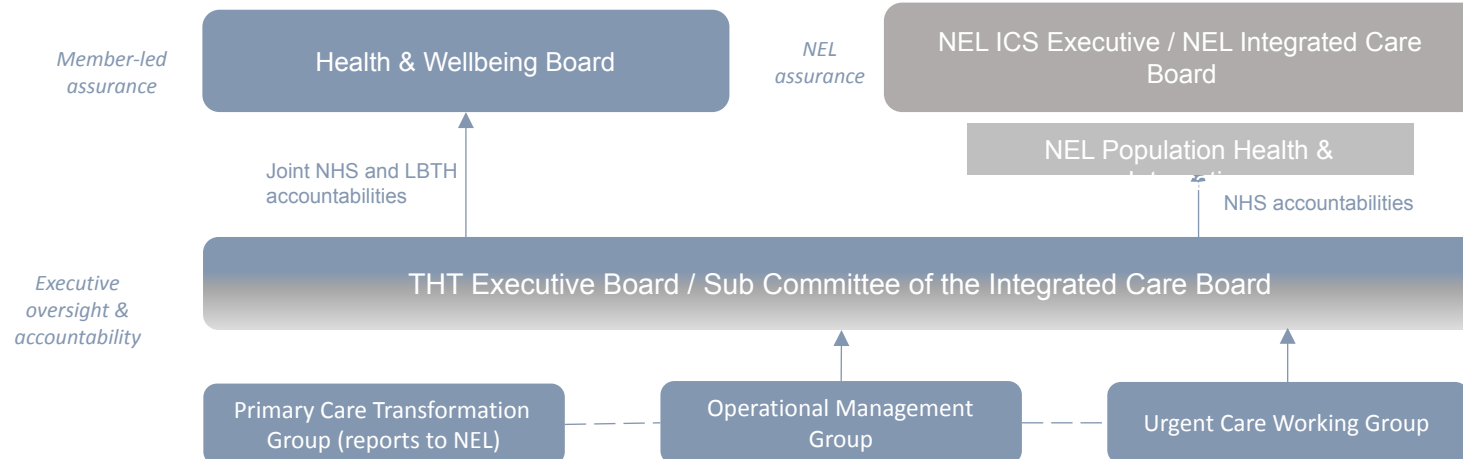 Member-led
assurance
Health & Wellbeing Board
NEL
assurance
NEL ICS Executive / NEL Integrated Care
Board
NEL Population Health &
Joint NHS and LBTH
accountabilities
NHS accountabilities
Executive
oversight &
accountability
THT Executive Board / Sub Committee of the Integrated Care Board
Primary Care Transformation
Group (reports to NEL)
Operational Management
Group
Urgent Care Working Group